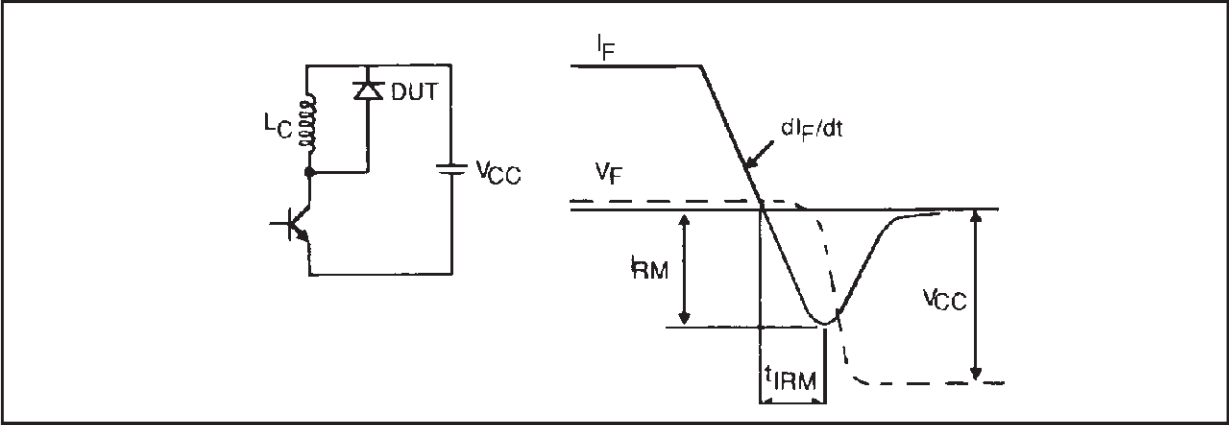 IF
DUT
LC
dIF/dt
VCC
VF
IRM
VCC
tIRM